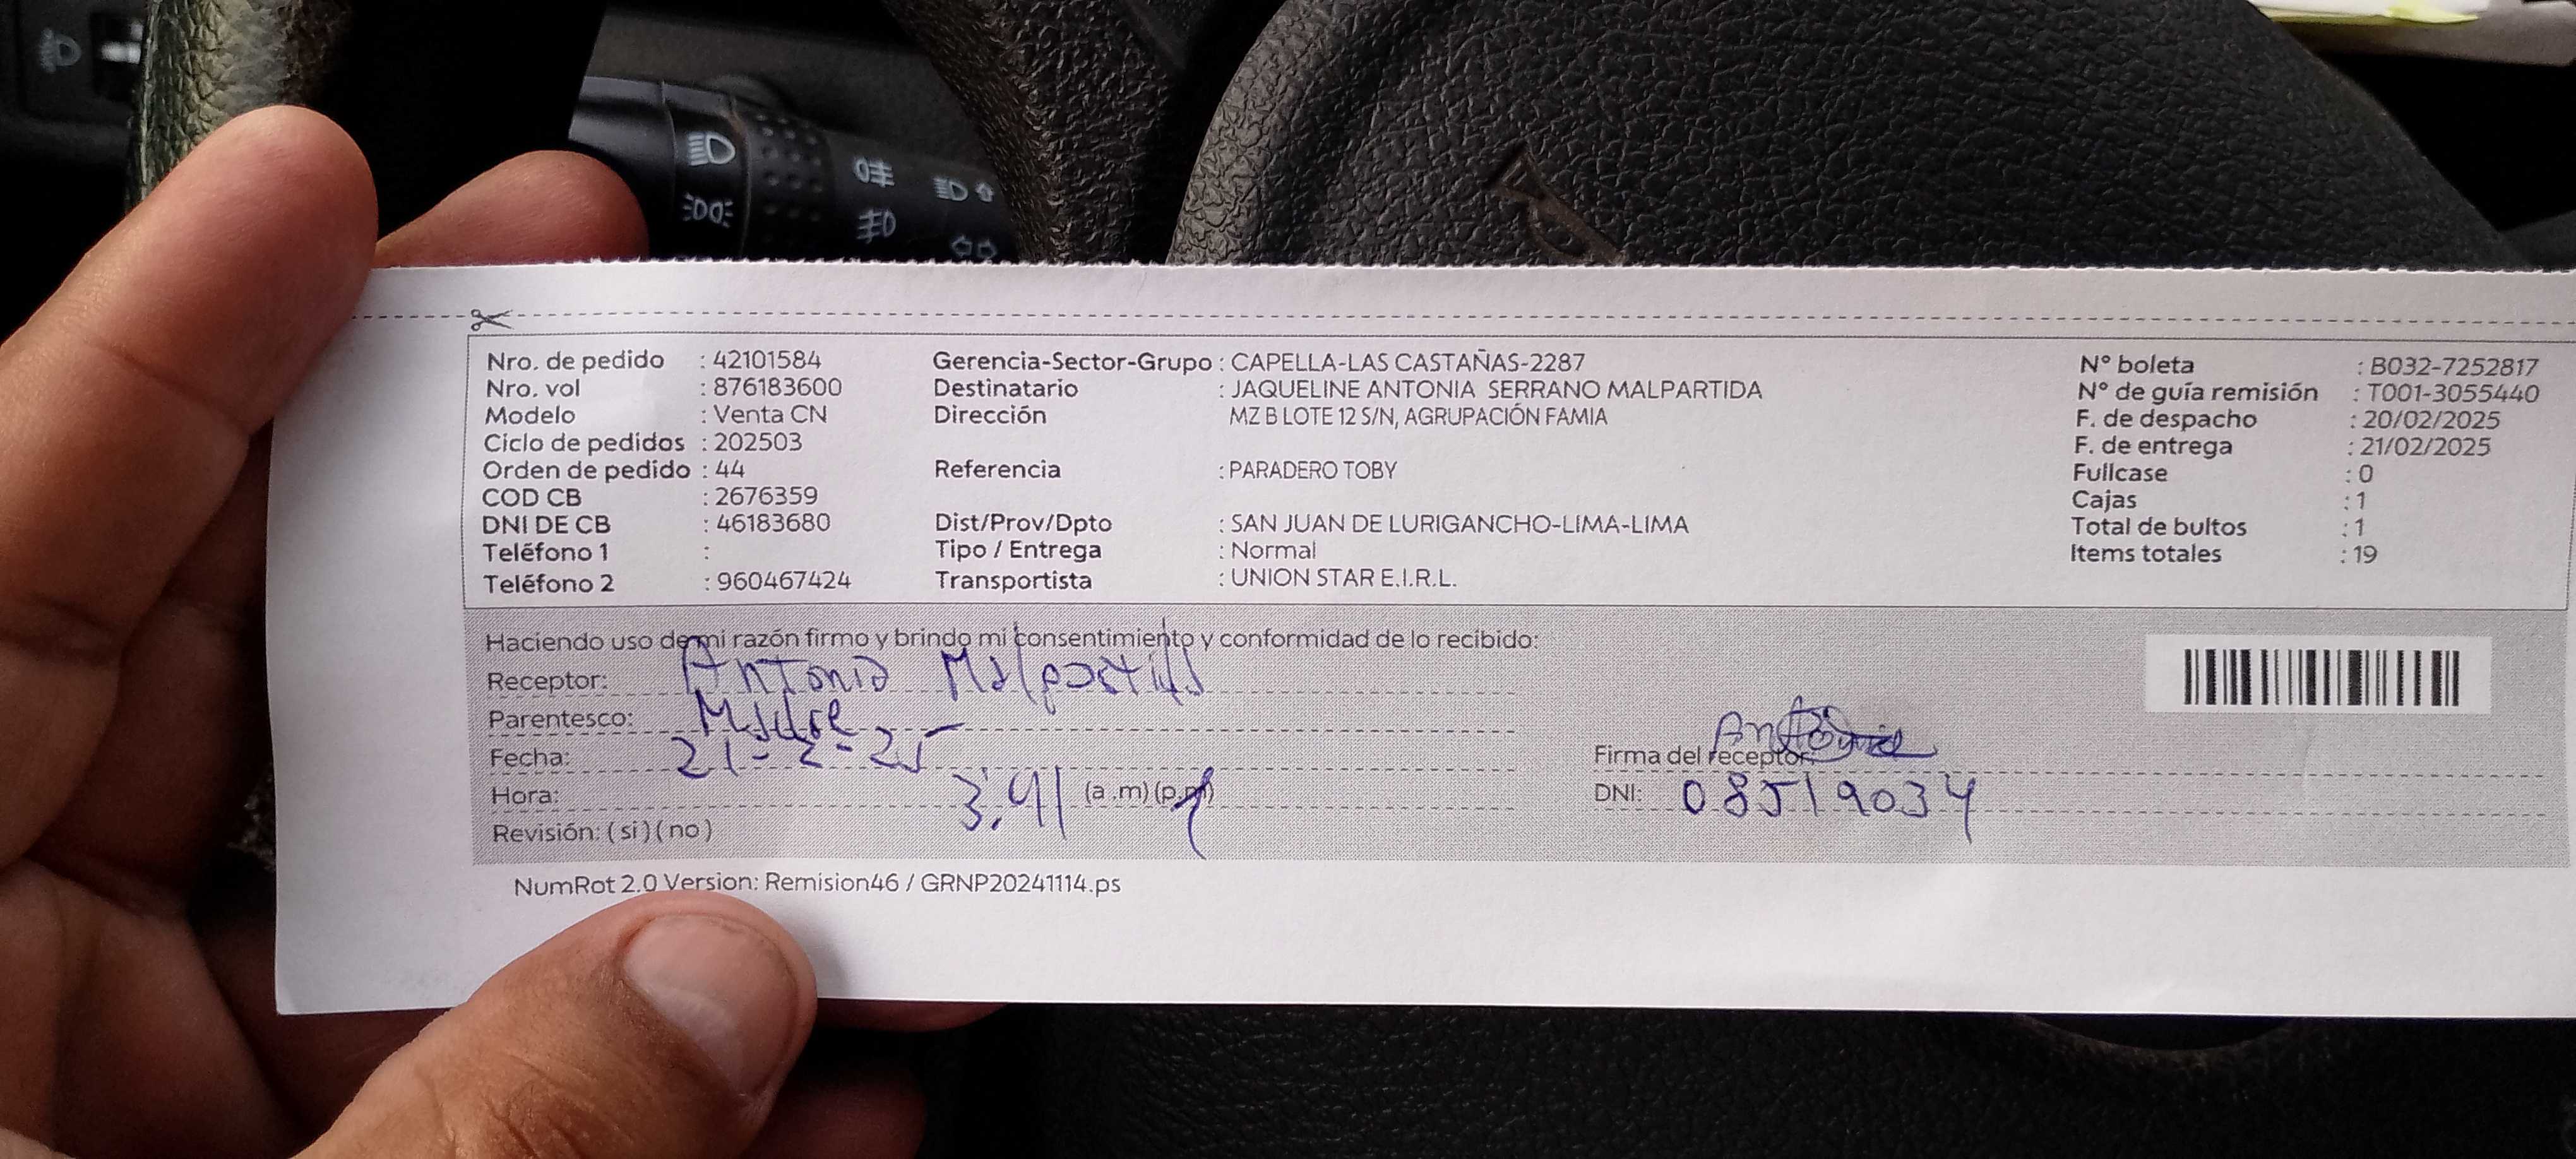 Nro. de pedido : 42101584 Gerencia-Sector-Grupo : CAPELLA-LAS CASTAÑAS-2287 N° boleta : B032-7252817
Nro. vol : 876183600 Destinatario : JAQUELINE ANTONIA SERRANO MALPARTIDA N° de guía remisión : T001-3055440
Modelo : Venta CN Dirección MZ B LOTE 12 S/N, AGRUPACIÓN FAMIA F. de despacho : 20/02/2025
Ciclo de pedidos : 202503 F. de entrega : 21/02/2025
Orden de pedido : 44 Referencia : PARADERO TOBY Fullcase : 0
COD CB : 2676359 Cajas : 1
DNI DE CB : 46183680 Dist/Prov/Dpto : SAN JUAN DE LURIGANCHO-LIMA-LIMA Total de bultos : 1
Teléfono 1 : Tipo / Entrega : Normal Items totales : 19
Teléfono 2 : 960467424 Transportista : UNION STAR E.I.R.L.
Haciendo uso de mi razón firmo y brindo mi consentimiento y conformidad de lo recibido:
Receptor: Antonia Malpartida
Parentesco: Madre
Fecha: 21-2-25 Firma del receptor: Antonia
Hora: 3:41 (a.m)(p.m) DNI: 08519034
Revisión: (si)(no)
NumRot 2.0 Version: Remision46 / GRNP20241114.ps